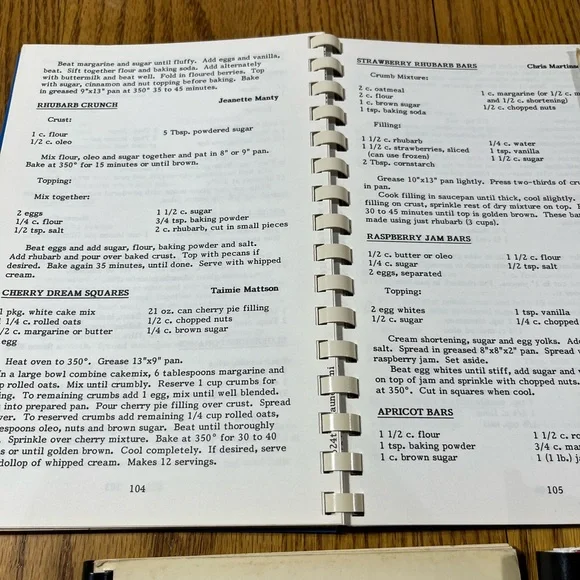 Beat margarine and sugar until fluffy. Add eggs and vanilla,
beat. Sift together flour and baking soda. Add alternately
with buttermilk and beat well. Fold in floured berries. Top
with sugar, cinnamon and nut topping before baking. Bake
in greased 9"x13" pan at 350° 35 to 45 minutes.
RHUBARB CRUNCH Jeanette Manty
Crust:
1 c. flour 5 Tbsp. powdered sugar
1/2 c. oleo
Mix flour, oleo and sugar together and pat in 8" or 9" pan.
Bake at 350° for 15 minutes or until brown.
Topping:
Mix together:
2 eggs 1 1/2 c. sugar
1/4 c. flour 3/4 tsp. baking powder
1/2 tsp. salt 2 c. rhubarb, cut in small pieces
Beat eggs and add sugar, flour, baking powder and salt.
Add rhubarb and pour over baked crust. Top with pecans if
desired. Bake again 35 minutes, until done. Serve with whipped
cream.
CHERRY DREAM SQUARES Taimie Mattson
1 pkg. white cake mix 21 oz. can cherry pie filling
1/4 c. rolled oats 1/2 c. chopped nuts
/2 c. margarine or butter 1/4 c. brown sugar
egg
Heat oven to 350°. Grease 13"x9" pan.
In a large bowl combine cakemix, 6 tablespoons margarine and
p rolled oats. Mix until crumbly. Reserve 1 cup crumbs for
ing. To remaining crumbs add 1 egg, mix until well blended.
into prepared pan. Pour cherry pie filling over crust. Spread
ver. To reserved crumbs add remaining 1/4 cup rolled oats,
espoons oleo, nuts and brown sugar. Beat until thoroughly
Sprinkle over cherry mixture. Bake at 350° for 30 to 40
s or until golden brown. Cool completely. If desired, serve
dollop of whipped cream. Makes 12 servings.
104
STRAWBERRY RHUBARB BARS Chris Martins
Crumb Mixture:
2 c. oatmeal 1 c. margarine (or 1/2 c. m
2 c. flour and 1/2 c. shortening)
1 c. brown sugar 1/2 c. chopped nuts
1 tsp. baking soda
Filling:
1 1/2 c. rhubarb 1/4 c. water
1 1/2 c. strawberries, sliced 1 tsp. vanilla
(can use frozen) 1 1/2 c. sugar
2 Tbsp. cornstarch
Grease 10"x13" pan lightly. Press two-thirds of cr
in pan.
Cook filling in saucepan until thick, cool slightly.
filling on crust, sprinkle rest of dry mixture on top.
30 to 45 minutes until top is golden brown. These ba
made using just rhubarb (3 cups).
RASPBERRY JAM BARS
1/2 c. butter or oleo 1 1/2 c. flour
1/4 c. sugar 1/2 tsp. salt
2 eggs, separated
Topping:
2 egg whites 1 tsp. vanilla
1/2 c. sugar 1/4 c. chopped
Cream shortening, sugar and egg yolks. Add
salt. Spread in greased 8"x8"x2" pan. Spread
raspberry jam. Set aside.
Beat egg whites until stiff, add sugar and
on top of jam and sprinkle with chopped nuts.
at 350°. Cut in squares when cool.
APRICOT BARS
1 1/2 c. flour 1 1/2 c. ro
1 tsp. baking powder 3/4 c. m
1 c. brown sugar 1 (1 lb.) j
105